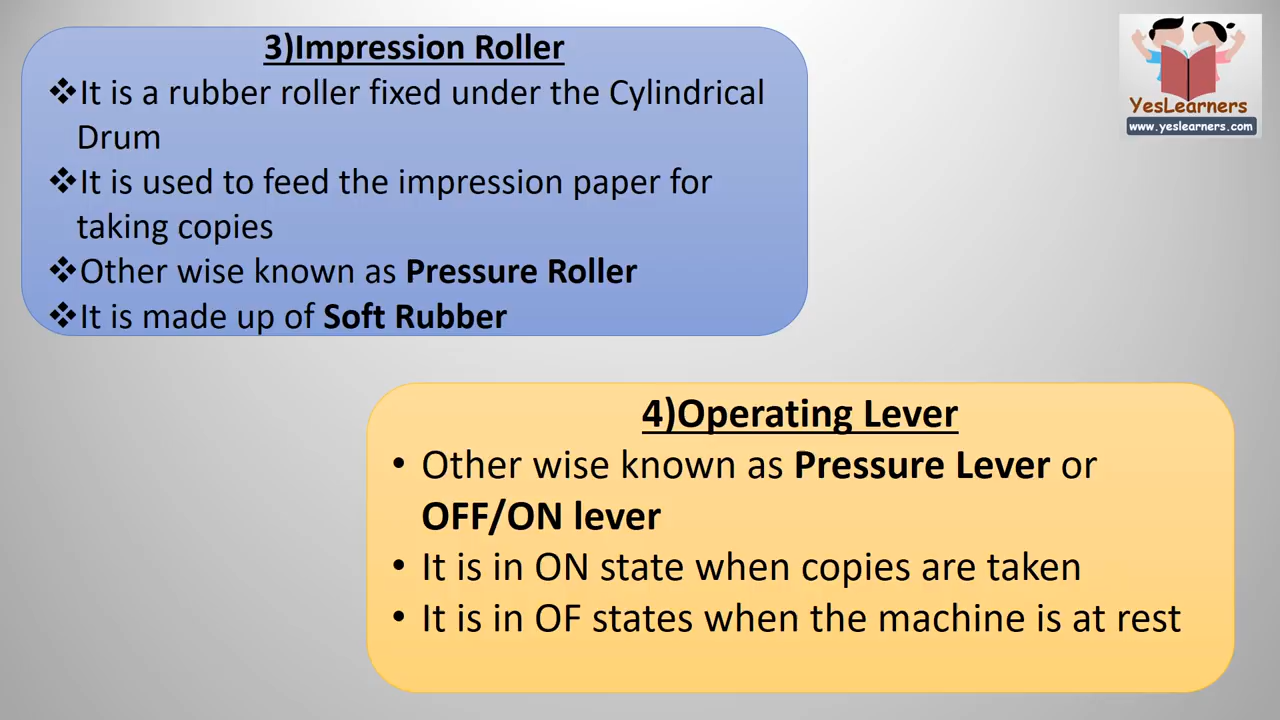 3)Impression Roller
❖It is a rubber roller fixed under the Cylindrical
Drum
❖It is used to feed the impression paper for
taking copies
❖Other wise known as Pressure Roller
❖It is made up of Soft Rubber
YesLearners
www.yeslearners.com
4)Operating Lever
• Other wise known as Pressure Lever or
OFF/ON lever
• It is in ON state when copies are taken
• It is in OF states when the machine is at rest